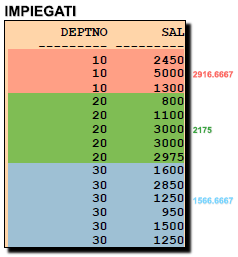 IMPIEGATI
DEPTNO SAL
--------- ---------
10 2450
10 5000 2916.6667
10 1300
20 800
20 1100
20 3000 2175
20 3000
20 2975
30 1600
30 2850
30 1250 1566.6667
30 950
30 1500
30 1250